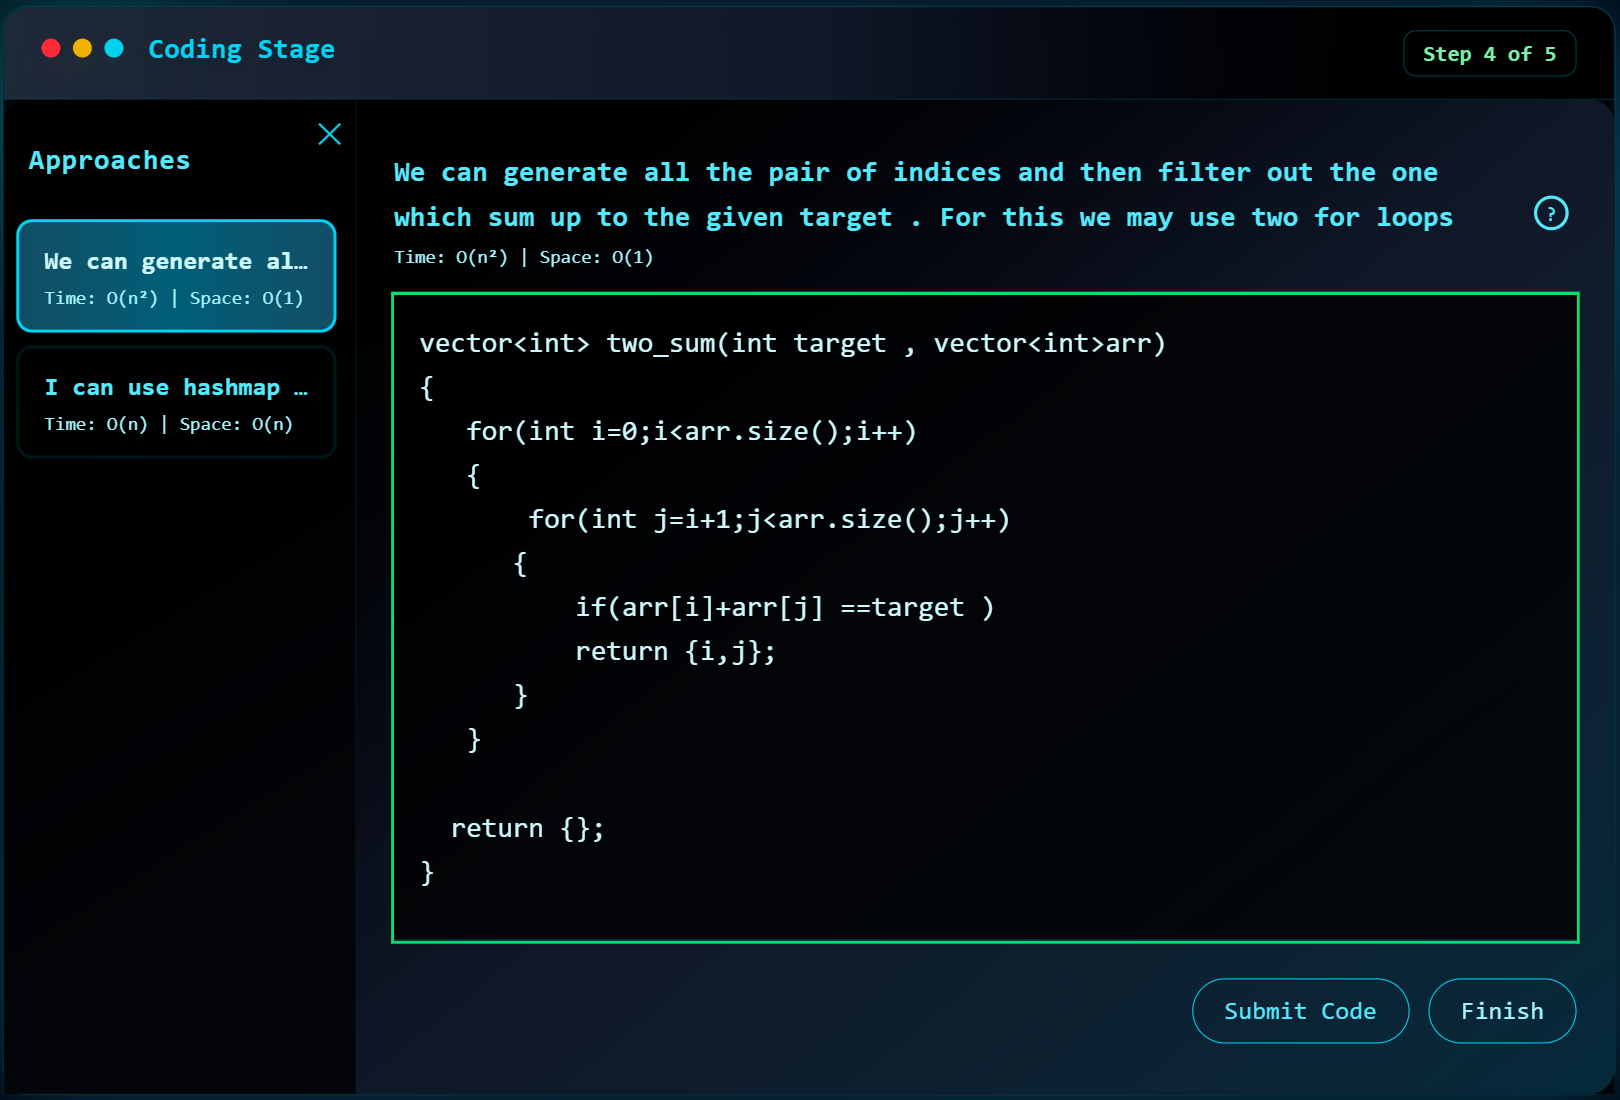 Coding Stage
Step 4 of 5
Approaches
We can generate al…
Time: O(n²) | Space: O(1)
I can use hashmap …
Time: O(n) | Space: O(n)
We can generate all the pair of indices and then filter out the one
which sum up to the given target . For this we may use two for loops
?
Time: O(n²) | Space: O(1)
vector<int> two_sum(int target , vector<int>arr)
{
   for(int i=0;i<arr.size();i++)
   {
       for(int j=i+1;j<arr.size();j++)
      {
          if(arr[i]+arr[j] ==target )
          return {i,j};
      }
   }
  return {};
}
Submit Code
Finish